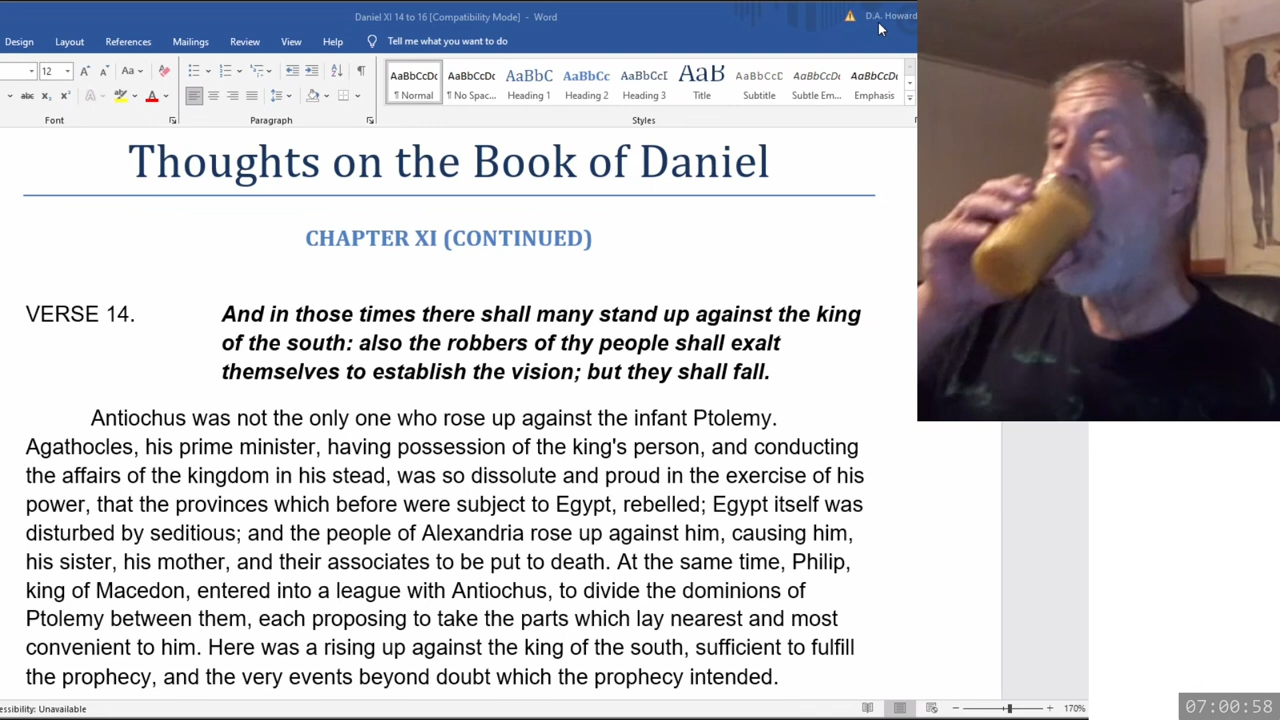 Daniel XI 14 to 16 [Compatibility Mode] - Word
D.A. Howard
Design Layout References Mailings Review View Help Tell me what you want to do
12 Aa
AaBbCcDc AaBbCcDc AaBbC AaBbCc AaBbCcI AaB AaBbCcD AaBbCcDc AaBbCcDc
¶ Normal ¶ No Spac... Heading 1 Heading 2 Heading 3 Title Subtitle Subtle Em... Emphasis
Font Paragraph Styles
Thoughts on the Book of Daniel
CHAPTER XI (CONTINUED)
VERSE 14. And in those times there shall many stand up against the king
of the south: also the robbers of thy people shall exalt
themselves to establish the vision; but they shall fall.
Antiochus was not the only one who rose up against the infant Ptolemy.
Agathocles, his prime minister, having possession of the king's person, and conducting
the affairs of the kingdom in his stead, was so dissolute and proud in the exercise of his
power, that the provinces which before were subject to Egypt, rebelled; Egypt itself was
disturbed by seditious; and the people of Alexandria rose up against him, causing him,
his sister, his mother, and their associates to be put to death. At the same time, Philip,
king of Macedon, entered into a league with Antiochus, to divide the dominions of
Ptolemy between them, each proposing to take the parts which lay nearest and most
convenient to him. Here was a rising up against the king of the south, sufficient to fulfill
the prophecy, and the very events beyond doubt which the prophecy intended.
essibility: Unavailable
170%
07:00:58